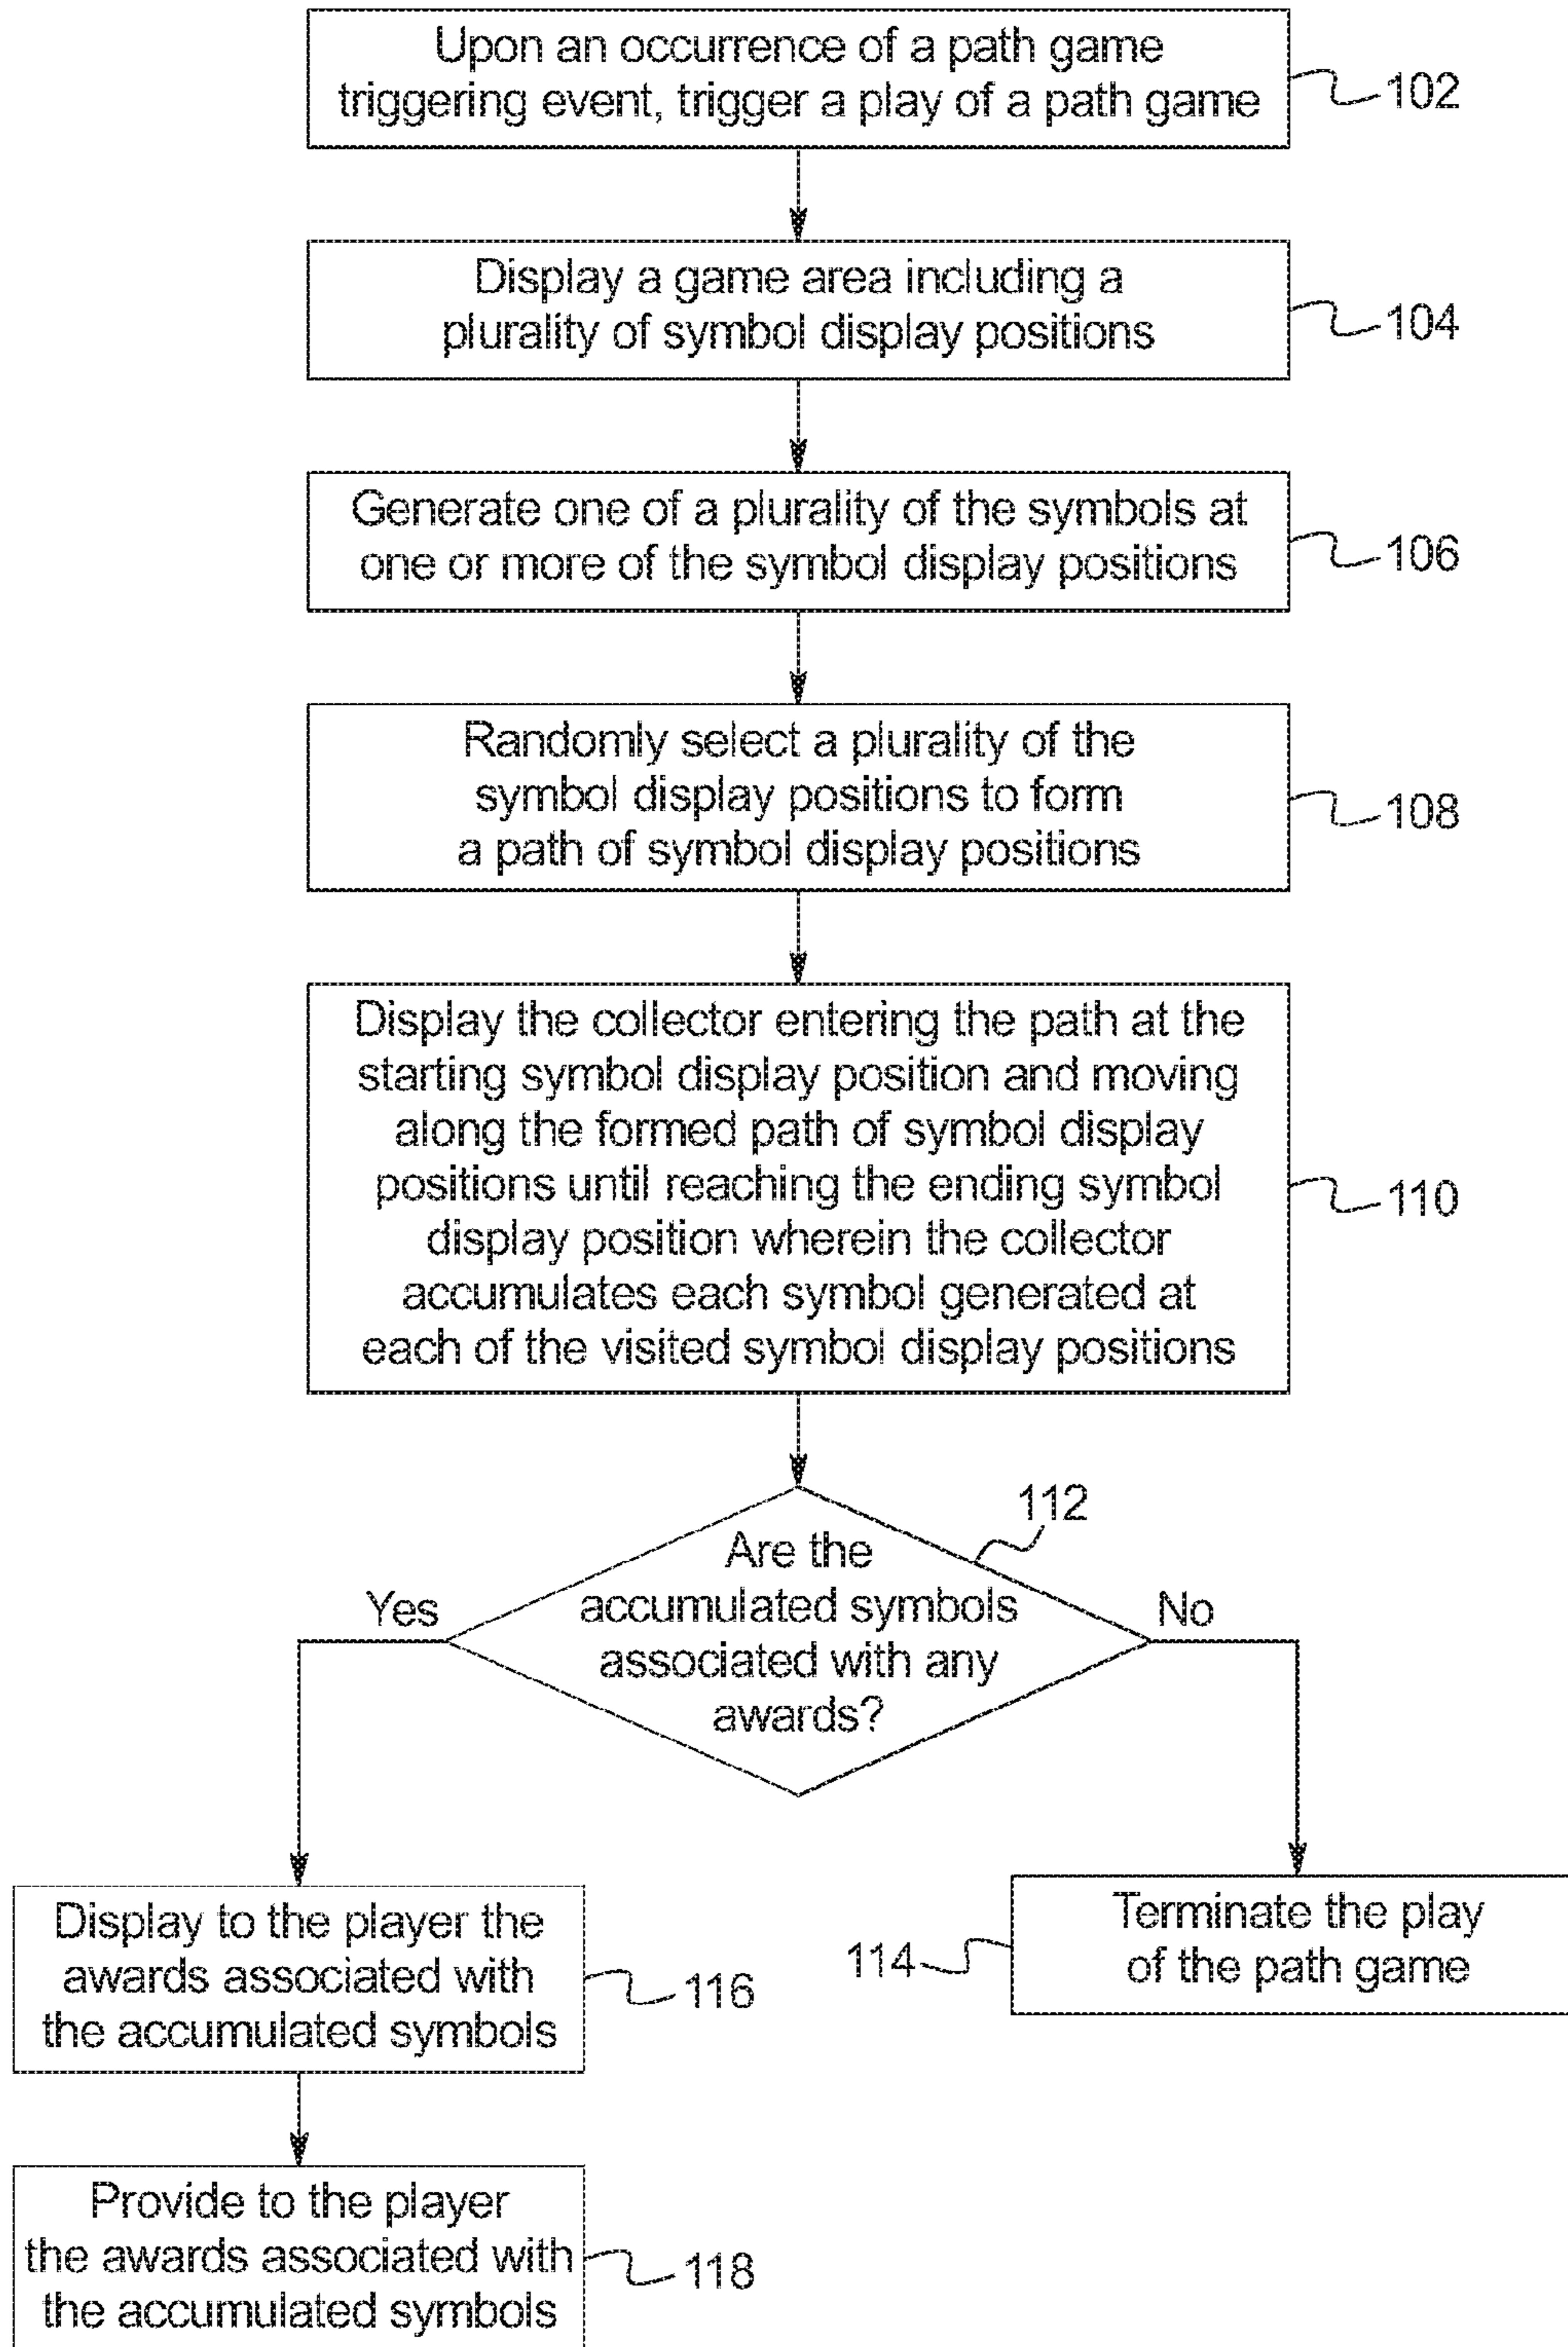 Upon an occurrence of a path game
triggering event, trigger a play of a path game
102
Display a game area including a
plurality of symbol display positions
104
Generate one of a plurality of the symbols at
one or more of the symbol display positions
106
Randomly select a plurality of the
symbol display positions to form
a path of symbol display positions
108
Display the collector entering the path at the
starting symbol display position and moving
along the formed path of symbol display
positions until reaching the ending symbol
display position wherein the collector
accumulates each symbol generated at
each of the visited symbol display positions
110
112
Are the
accumulated symbols
associated with any
awards?
Yes
No
Display to the player the
awards associated with
the accumulated symbols
116
114
Terminate the play
of the path game
Provide to the player
the awards associated with
the accumulated symbols
118